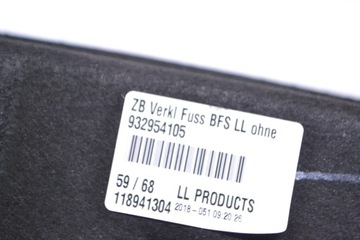 ZB Verkl Fuss BFS LL ohne
932954105
59 / 68 LL PRODUCTS
118941304 2018-051 09:20:26